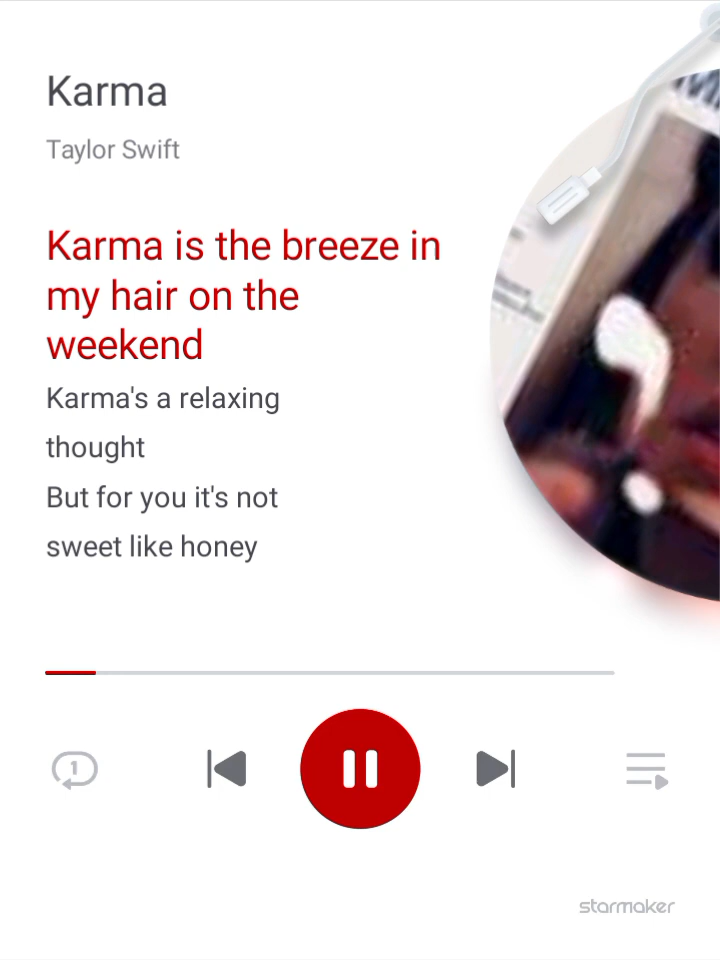 Karma
Taylor Swift
Karma is the breeze in
my hair on the
weekend
Karma's a relaxing
thought
But for you it's not
sweet like honey
1
starmaker